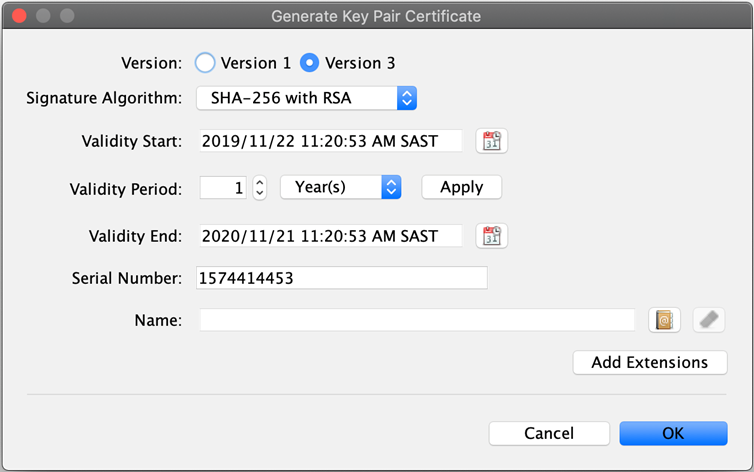 Generate Key Pair Certificate
Version: Version 1 Version 3
Signature Algorithm: SHA-256 with RSA
Validity Start: 2019/11/22 11:20:53 AM SAST
Validity Period: 1 Year(s) Apply
Validity End: 2020/11/21 11:20:53 AM SAST
Serial Number: 1574414453
Name:
Add Extensions
Cancel OK